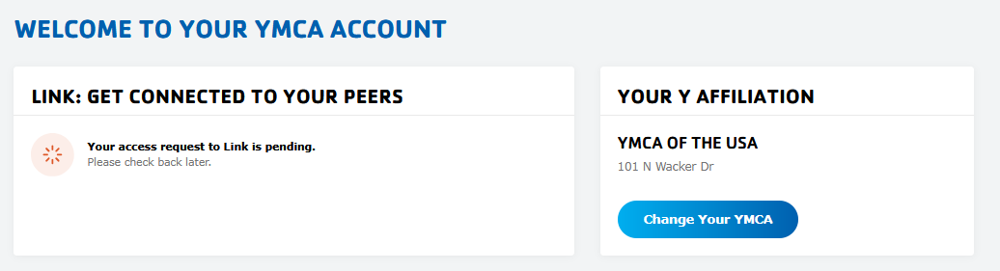 WELCOME TO YOUR YMCA ACCOUNT
LINK: GET CONNECTED TO YOUR PEERS
Your access request to Link is pending.
Please check back later.
YOUR Y AFFILIATION
YMCA OF THE USA
101 N Wacker Dr
Change Your YMCA